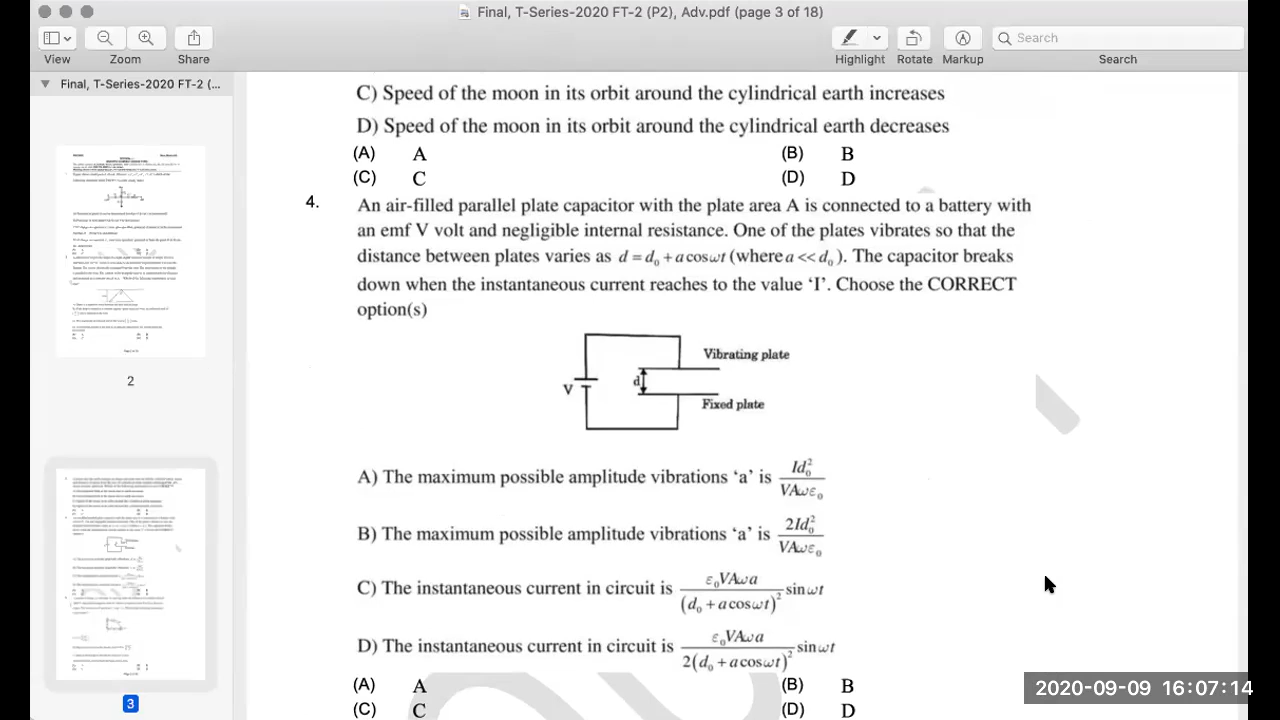 Final, T-Series-2020 FT-2 (P2), Adv.pdf (page 3 of 18)
View
Zoom
Share
Highlight
Rotate
Markup
Search
Search
Final, T-Series-2020 FT-2 (...
2
3
C) Speed of the moon in its orbit around the cylindrical earth increases
D) Speed of the moon in its orbit around the cylindrical earth decreases
(A) A (B) B
(C) C (D) D
4. An air-filled parallel plate capacitor with the plate area A is connected to a battery with
an emf V volt and negligible internal resistance. One of the plates vibrates so that the
distance between plates varies as d = d₀ + a cos ωt (where a << d₀). The capacitor breaks
down when the instantaneous current reaches to the value 'I'. Choose the CORRECT
option(s)
Vibrating plate
V
d
Fixed plate
A) The maximum possible amplitude vibrations 'a' is Id₀²/VAωε₀
B) The maximum possible amplitude vibrations 'a' is 2Id₀²/VAωε₀
C) The instantaneous current in circuit is ε₀VAωa/(d₀ + a cos ωt)² sin ωt
D) The instantaneous current in circuit is ε₀VAωa/2(d₀ + a cos ωt)² sin ωt
(A) A (B) B
(C) C (D) D
2020-09-09 16:07:14